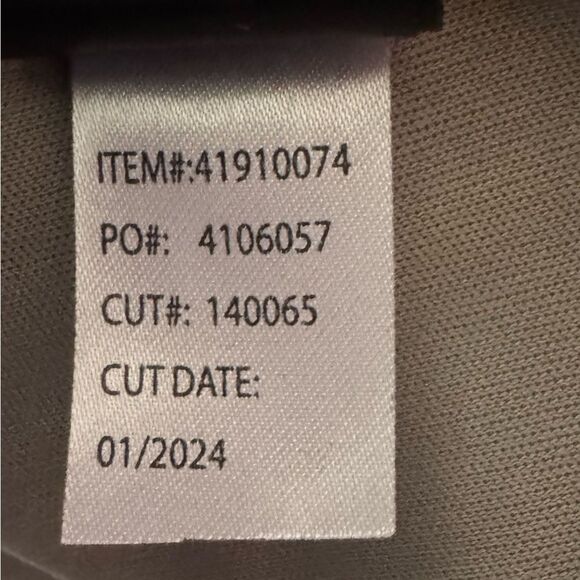 ITEM#:41910074
PO#: 4106057
CUT#: 140065
CUT DATE:
01/2024